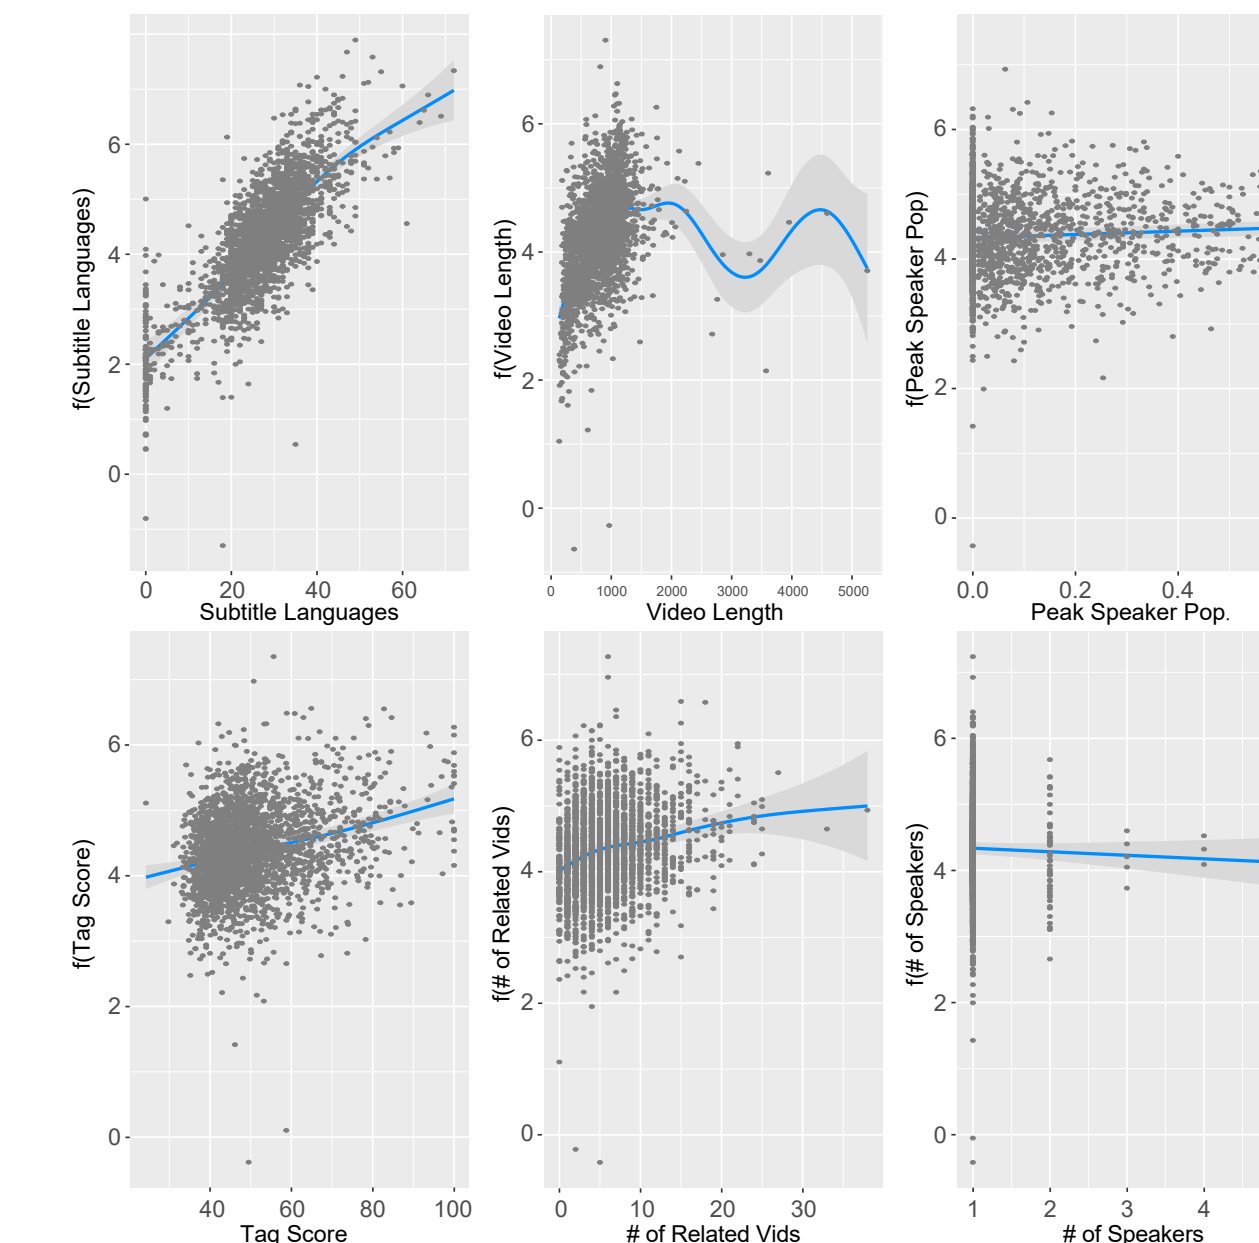 f(Subtitle Languages)
6
4
2
0
0 20 40 60
Subtitle Languages
f(Video Length)
6
4
2
0
0 1000 2000 3000 4000 5000
Video Length
f(Peak Speaker Pop)
6
4
2
0
0.0 0.2 0.4
Peak Speaker Pop.
f(Tag Score)
6
4
2
0
40 60 80 100
Tag Score
f(# of Related Vids)
6
4
2
0
0 10 20 30
# of Related Vids
f(# of Speakers)
6
4
2
0
1 2 3 4
# of Speakers